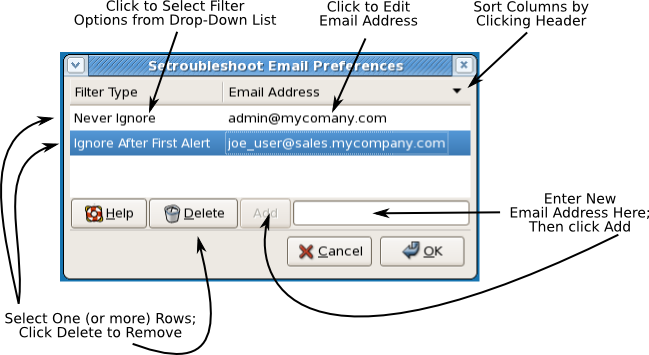 Click to Select Filter
Options from Drop-Down List
Click to Edit
Email Address
Sort Columns by
Clicking Header
Setroubleshoot Email Preferences
Filter Type
Email Address
Never Ignore
admin@mycomany.com
Ignore After First Alert
joe_user@sales.mycompany.com
Help
Delete
Add
Enter New
Email Address Here;
Then click Add
Cancel
OK
Select One (or more) Rows;
Click Delete to Remove